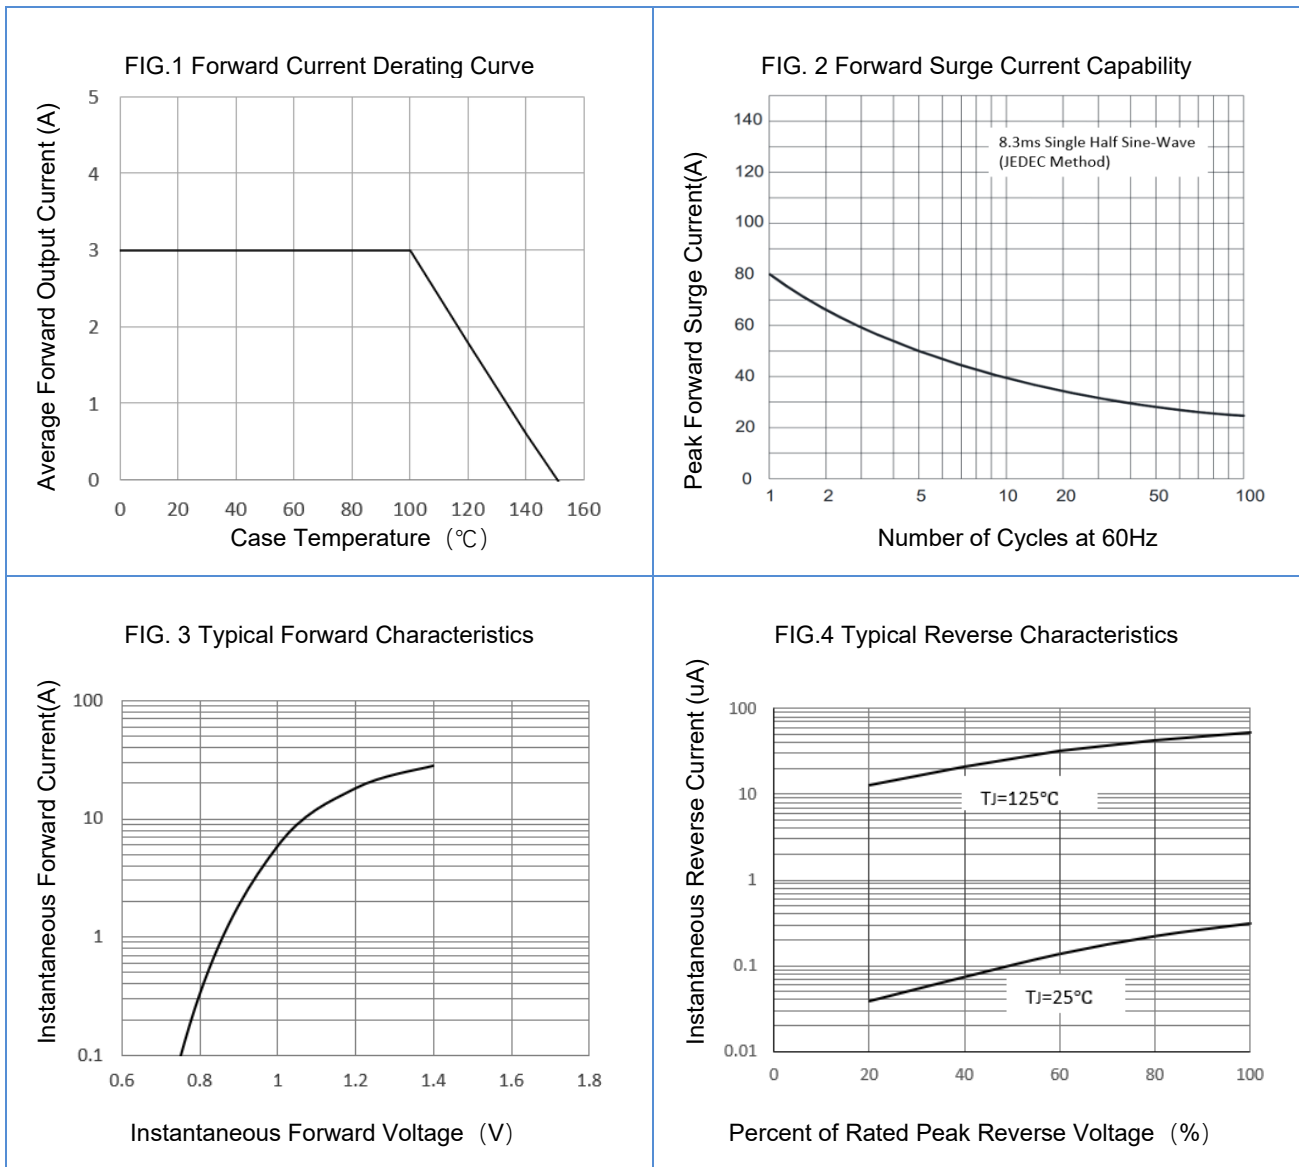 FIG.1 Forward Current Derating Curve
Average Forward Output Current (A)
5
4
3
2
1
0
0 20 40 60 80 100 120 140 160
Case Temperature（℃）
FIG. 2 Forward Surge Current Capability
Peak Forward Surge Current(A)
8.3ms Single Half Sine-Wave
(JEDEC Method)
140
120
100
80
60
40
20
0
1 2 5 10 20 50 100
Number of Cycles at 60Hz
FIG. 3 Typical Forward Characteristics
Instantaneous Forward Current(A)
100
10
1
0.1
0.6 0.8 1 1.2 1.4 1.6 1.8
Instantaneous Forward Voltage（V）
FIG.4 Typical Reverse Characteristics
Instantaneous Reverse Current (uA)
100
10
1
0.1
0.01
TJ=125℃
TJ=25℃
0 20 40 60 80 100
Percent of Rated Peak Reverse Voltage（%）